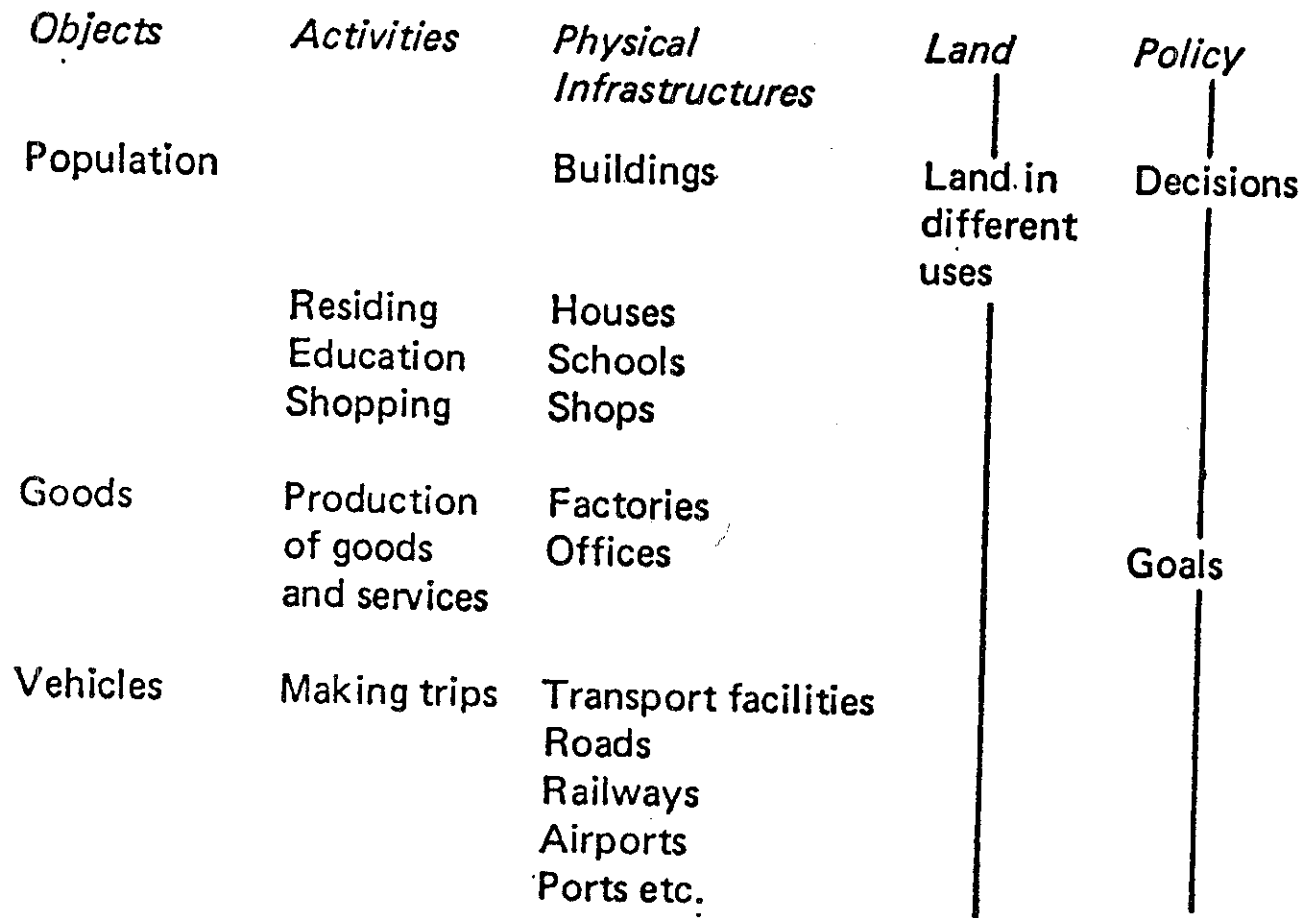 Objects Activities Physical Land Policy
Infrastructures
Population Buildings Land in Decisions
different
uses
Residing Houses
Education Schools
Shopping Shops
Goods Production Factories
of goods Offices Goals
and services
Vehicles Making trips Transport facilities
Roads
Railways
Airports
Ports etc.